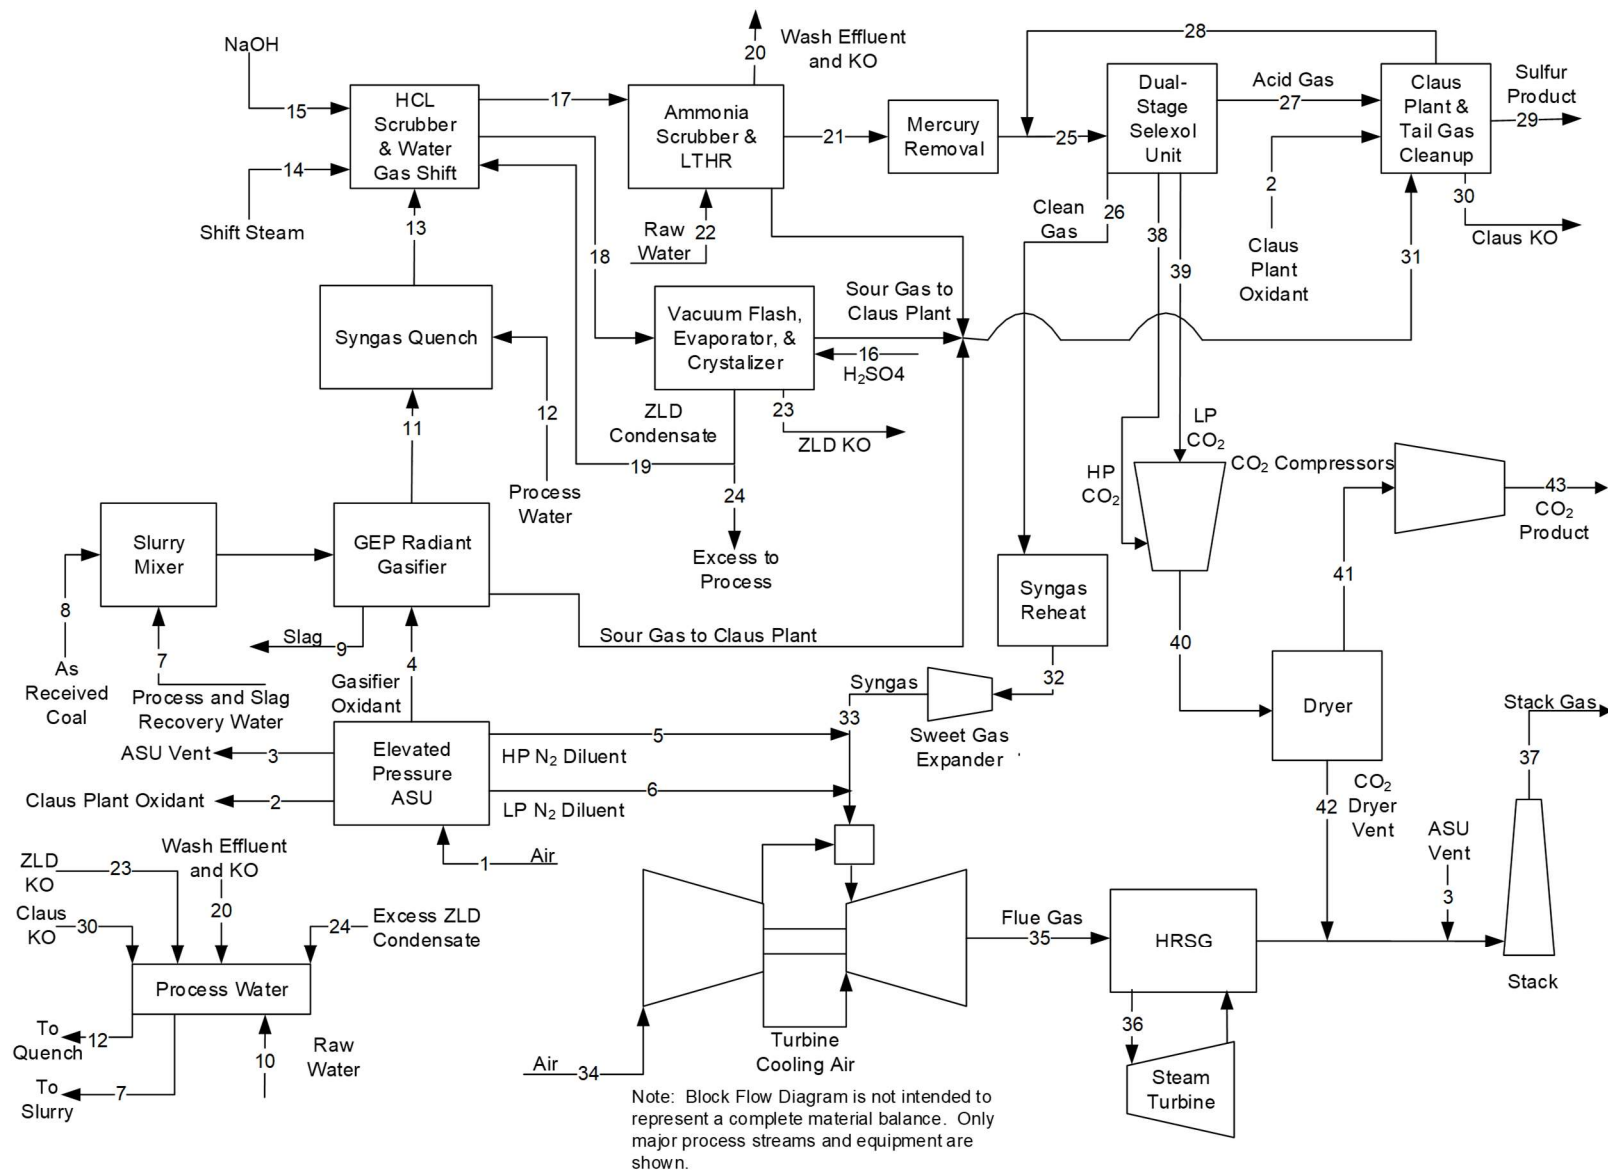 NaOH
15
14
Shift Steam
HCL
Scrubber
& Water
Gas Shift
17
18
13
20
Wash Effluent
and KO
Ammonia
Scrubber &
LTHR
Raw
Water
22
21
Mercury
Removal
25
28
Dual-
Stage
Selexol
Unit
Acid Gas
27
2
Claus
Plant
Oxidant
Claus
Plant &
Tail Gas
Cleanup
Sulfur
Product
29
30
Claus KO
31
Clean
Gas
26
38
39
Syngas Quench
12
Process
Water
11
Vacuum Flash,
Evaporator, &
Crystalizer
Sour Gas to
Claus Plant
16
H₂SO4
23
ZLD KO
ZLD
Condensate
19
24
Excess to
Process
LP
CO₂
HP
CO₂
CO₂ Compressors
43
CO₂
Product
41
40
Slurry
Mixer
8
As
Received
Coal
7
Process and Slag
Recovery Water
GEP Radiant
Gasifier
Slag
9
4
Gasifier
Oxidant
Sour Gas to Claus Plant
Syngas
Reheat
32
Syngas
33
Sweet Gas
Expander
Dryer
42
CO₂
Dryer
Vent
Stack Gas
37
ASU Vent
3
Claus Plant Oxidant
2
Elevated
Pressure
ASU
5
HP N₂ Diluent
6
LP N₂ Diluent
1
Air
ZLD
KO
23
Wash Effluent
and KO
20
Claus
KO
30
24
Excess ZLD
Condensate
Process Water
To
Quench
12
To
Slurry
7
10
Raw
Water
Air
34
Turbine
Cooling Air
Flue Gas
35
HRSG
36
Steam
Turbine
ASU
Vent
3
Stack
Note:  Block Flow Diagram is not intended to
represent a complete material balance.  Only
major process streams and equipment are
shown.